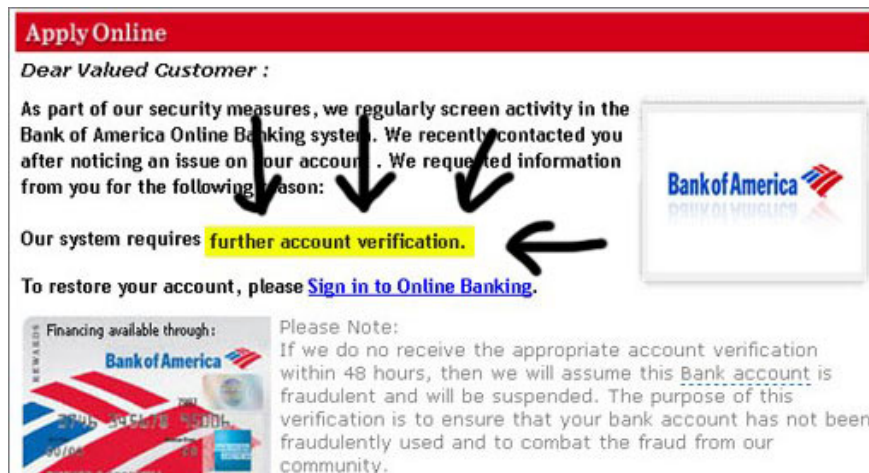 Apply Online
Dear Valued Customer :
As part of our security measures, we regularly screen activity in the
Bank of America Online Banking system. We recently contacted you
after noticing an issue on your account . We requested information
from you for the following reason:
Bank of America
Our system requires further account verification.
To restore your account, please Sign in to Online Banking.
REWARDS
Financing available through:
Bank of America
Please Note:
If we do no receive the appropriate account verification
within 48 hours, then we will assume this Bank account is
fraudulent and will be suspended. The purpose of this
verification is to ensure that your bank account has not been
fraudulently used and to combat the fraud from our
community.